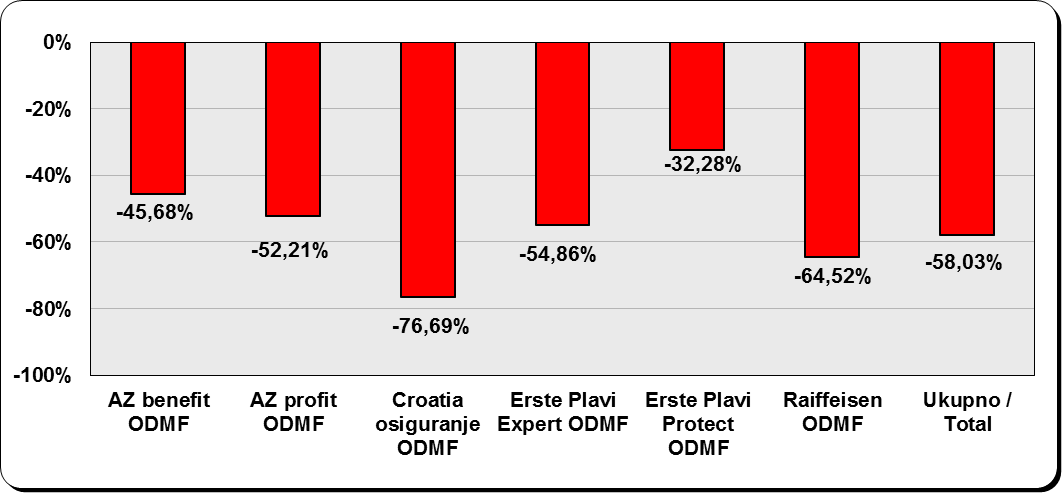 0%
-20%
-40%
-60%
-80%
-100%
-45,68%
-52,21%
-76,69%
-54,86%
-32,28%
-64,52%
-58,03%
AZ benefit
ODMF
AZ profit
ODMF
Croatia
osiguranje
ODMF
Erste Plavi
Expert ODMF
Erste Plavi
Protect
ODMF
Raiffeisen
ODMF
Ukupno /
Total